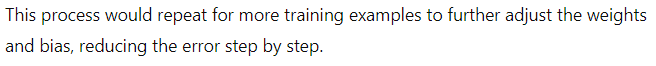 This process would repeat for more training examples to further adjust the weights
and bias, reducing the error step by step.